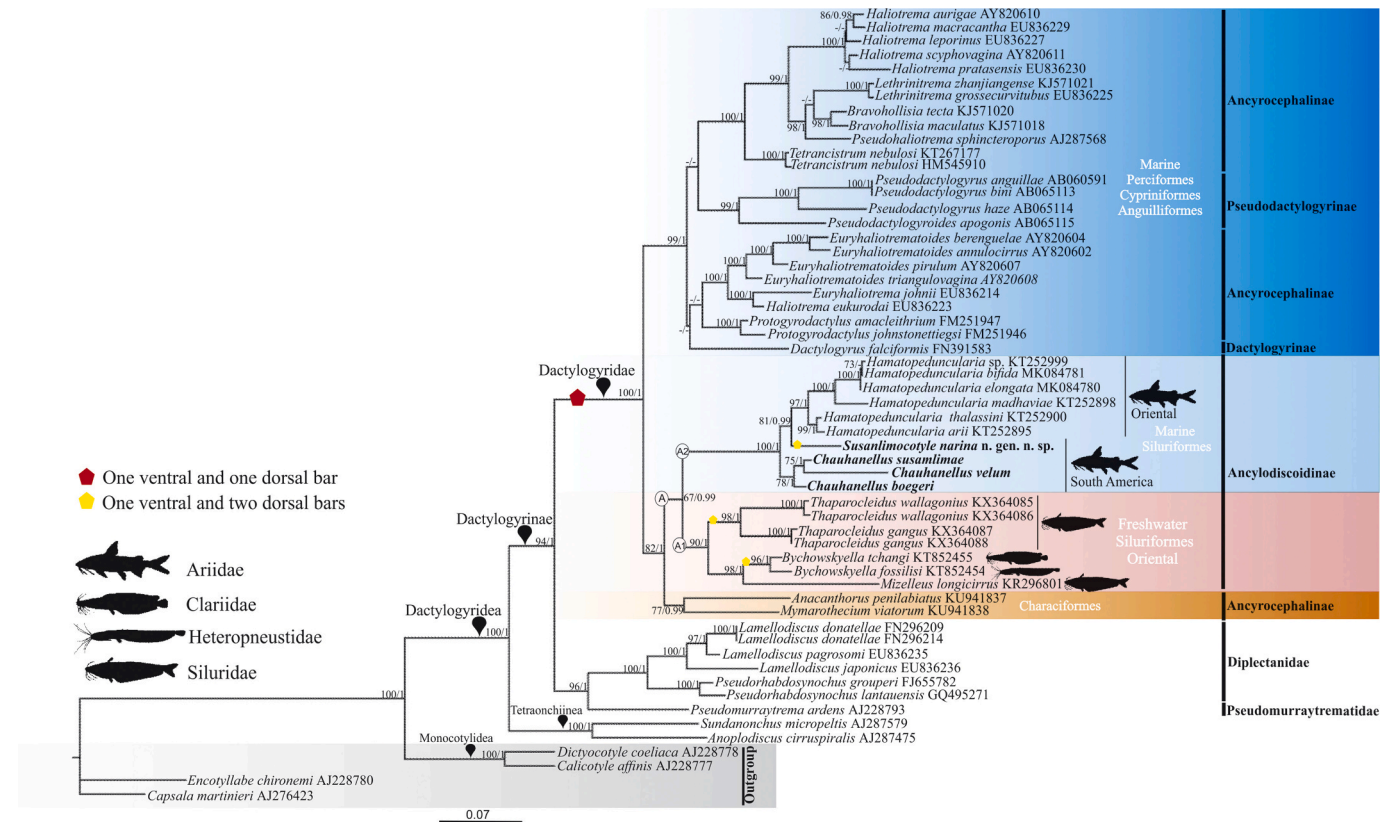 86/0.98
Haliotrema aurigae AY820610
-/-
Haliotrema macracantha EU836229
100/1
Haliotrema leporinus EU836227
Haliotrema scyphovagina AY820611
-/-
Haliotrema pratasensis EU836230
99/1
100/1
Lethrinitrema zhanjiangense KJ571021
Lethrinitrema grossecurvitubus EU836225
-/-
Ancyrocephalinae
Bravohollisia tecta KJ571020
100/1
98/1
98/1
Bravohollisia maculatus KJ571018
Pseudohaliotrema sphincteroporus AJ287568
100/1
Tetrancistrum nebulosi KT267177
Tetrancistrum nebulosi HM545910
-/-
Marine
Perciformes
Cypriniformes
Anguilliformes
100/1
Pseudodactylogyrus anguillae AB060591
Pseudodactylogyrus bini AB065113
100/1
99/1
Pseudodactylogyrus haze AB065114
Pseudodactylogyrinae
Pseudodactylogyroides apogonis AB065115
99/1
100/1
Euryhaliotrematoides berenguelae AY820604
100/1
Euryhaliotrematoides annulocirrus AY820602
100/1
Euryhaliotrematoides pirulum AY820607
100/1
Euryhaliotrematoides triangulovagina AY820608
Ancyrocephalinae
-/-
100/1
Euryhaliotrema johnii EU836214
Haliotrema eukurodai EU836223
-/-
100/1
Protogyrodactylus amacleithrium FM251947
Protogyrodactylus johnstonettiegsi FM251946
Dactylogyrus falciformis FN391583
Dactylogyrinae
Dactylogyridae
100/1
73/-
Hamatopeduncularia sp. KT252999
100/1
Hamatopeduncularia bifida MK084781
100/1
Hamatopeduncularia elongata MK084780
97/1
Hamatopeduncularia madhaviae KT252898
Oriental
81/0.99
Hamatopeduncularia thalassini KT252900
99/1
Hamatopeduncularia arii KT252895
Marine
Siluriformes
100/1
Susanlimocotyle narina n. gen. n. sp.
A2
75/1
Chauhanellus susamlimae
Chauhanellus velum
78/1
Chauhanellus boegeri
South America
Ancylodiscoidinae
One ventral and one dorsal bar
One ventral and two dorsal bars
A
67/0.99
100/1
Thaparocleidus wallagonius KX364085
Thaparocleidus wallagonius KX364086
98/1
Thaparocleidus gangus KX364087
100/1
Thaparocleidus gangus KX364088
Freshwater
Siluriformes
Oriental
Dactylogyrinae
94/1
82/1
A1
90/1
96/1
Bychowskyella tchangi KT852455
Bychowskyella fossilisi KT852454
98/1
Mizelleus longicirrus KR296801
Ariidae
Clariidae
Heteropneustidae
Siluridae
Anacanthorus penilabiatus KU941837
77/0.99
Mymarothecium viatorum KU941838
Characiformes
Ancyrocephalinae
Dactylogyridea
100/1
100/1
Lamellodiscus donatellae FN296209
Lamellodiscus donatellae FN296214
97/1
Lamellodiscus pagrosomi EU836235
100/1
Lamellodiscus japonicus EU836236
Diplectanidae
100/1
Pseudorhabdosynochus grouperi FJ655782
Pseudorhabdosynochus lantauensis GQ495271
96/1
Pseudomurraytrema ardens AJ228793
Pseudomurraytrematidae
100/1
Tetraonchiinea
100/1
Sundanonchus micropeltis AJ287579
Anoplodiscus cirruspiralis AJ287475
Monocotylidea
100/1
Dictyocotyle coeliaca AJ228778
Calicotyle affinis AJ228777
Outgroup
Encotyllabe chironemi AJ228780
Capsala martinieri AJ276423
0.07